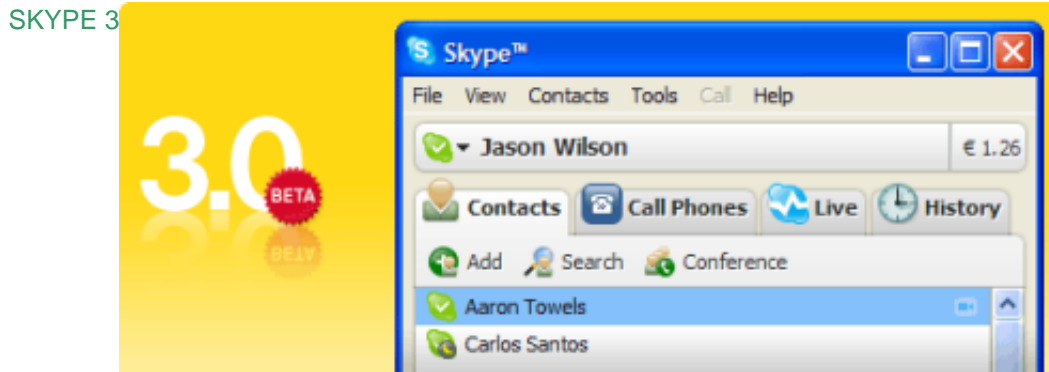 SKYPE 3
3.0
BETA
Skype™
File View Contacts Tools Call Help
Jason Wilson € 1.26
Contacts Call Phones Live History
Add Search Conference
Aaron Towels
Carlos Santos